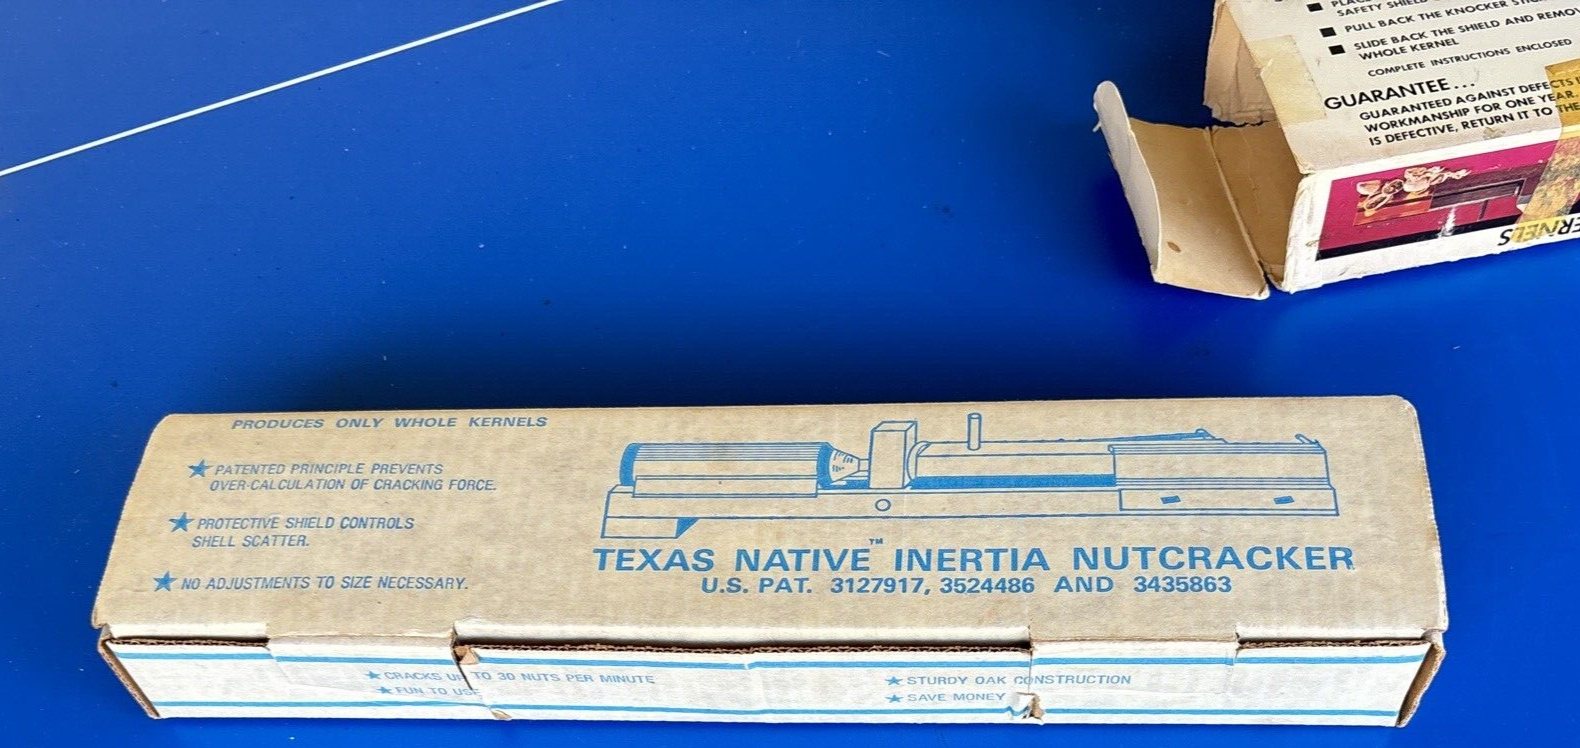 SAFETY SHIELD
PULL BACK THE KNOCKER
SLIDE BACK THE SHIELD AND REMOV
WHOLE KERNEL
COMPLETE INSTRUCTIONS ENCLOSED
GUARANTEE...
GUARANTEED AGAINST DEFECTS
WORKMANSHIP FOR ONE YEAR.
IS DEFECTIVE, RETURN IT TO THE
ERNELS
PRODUCES ONLY WHOLE KERNELS
★ PATENTED PRINCIPLE PREVENTS
OVER-CALCULATION OF CRACKING FORCE.
★ PROTECTIVE SHIELD CONTROLS
SHELL SCATTER.
★ NO ADJUSTMENTS TO SIZE NECESSARY.
TEXAS NATIVE™ INERTIA NUTCRACKER
U.S. PAT. 3127917, 3524486 AND 3435863
★ CRACKS UP TO 30 NUTS PER MINUTE
★ FUN TO USE
★ STURDY OAK CONSTRUCTION
★ SAVE MONEY